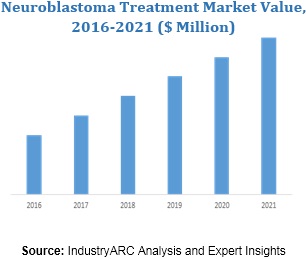 Neuroblastoma Treatment Market Value,
2016-2021 ($ Million)
2016 2017 2018 2019 2020 2021
Source: IndustryARC Analysis and Expert Insights